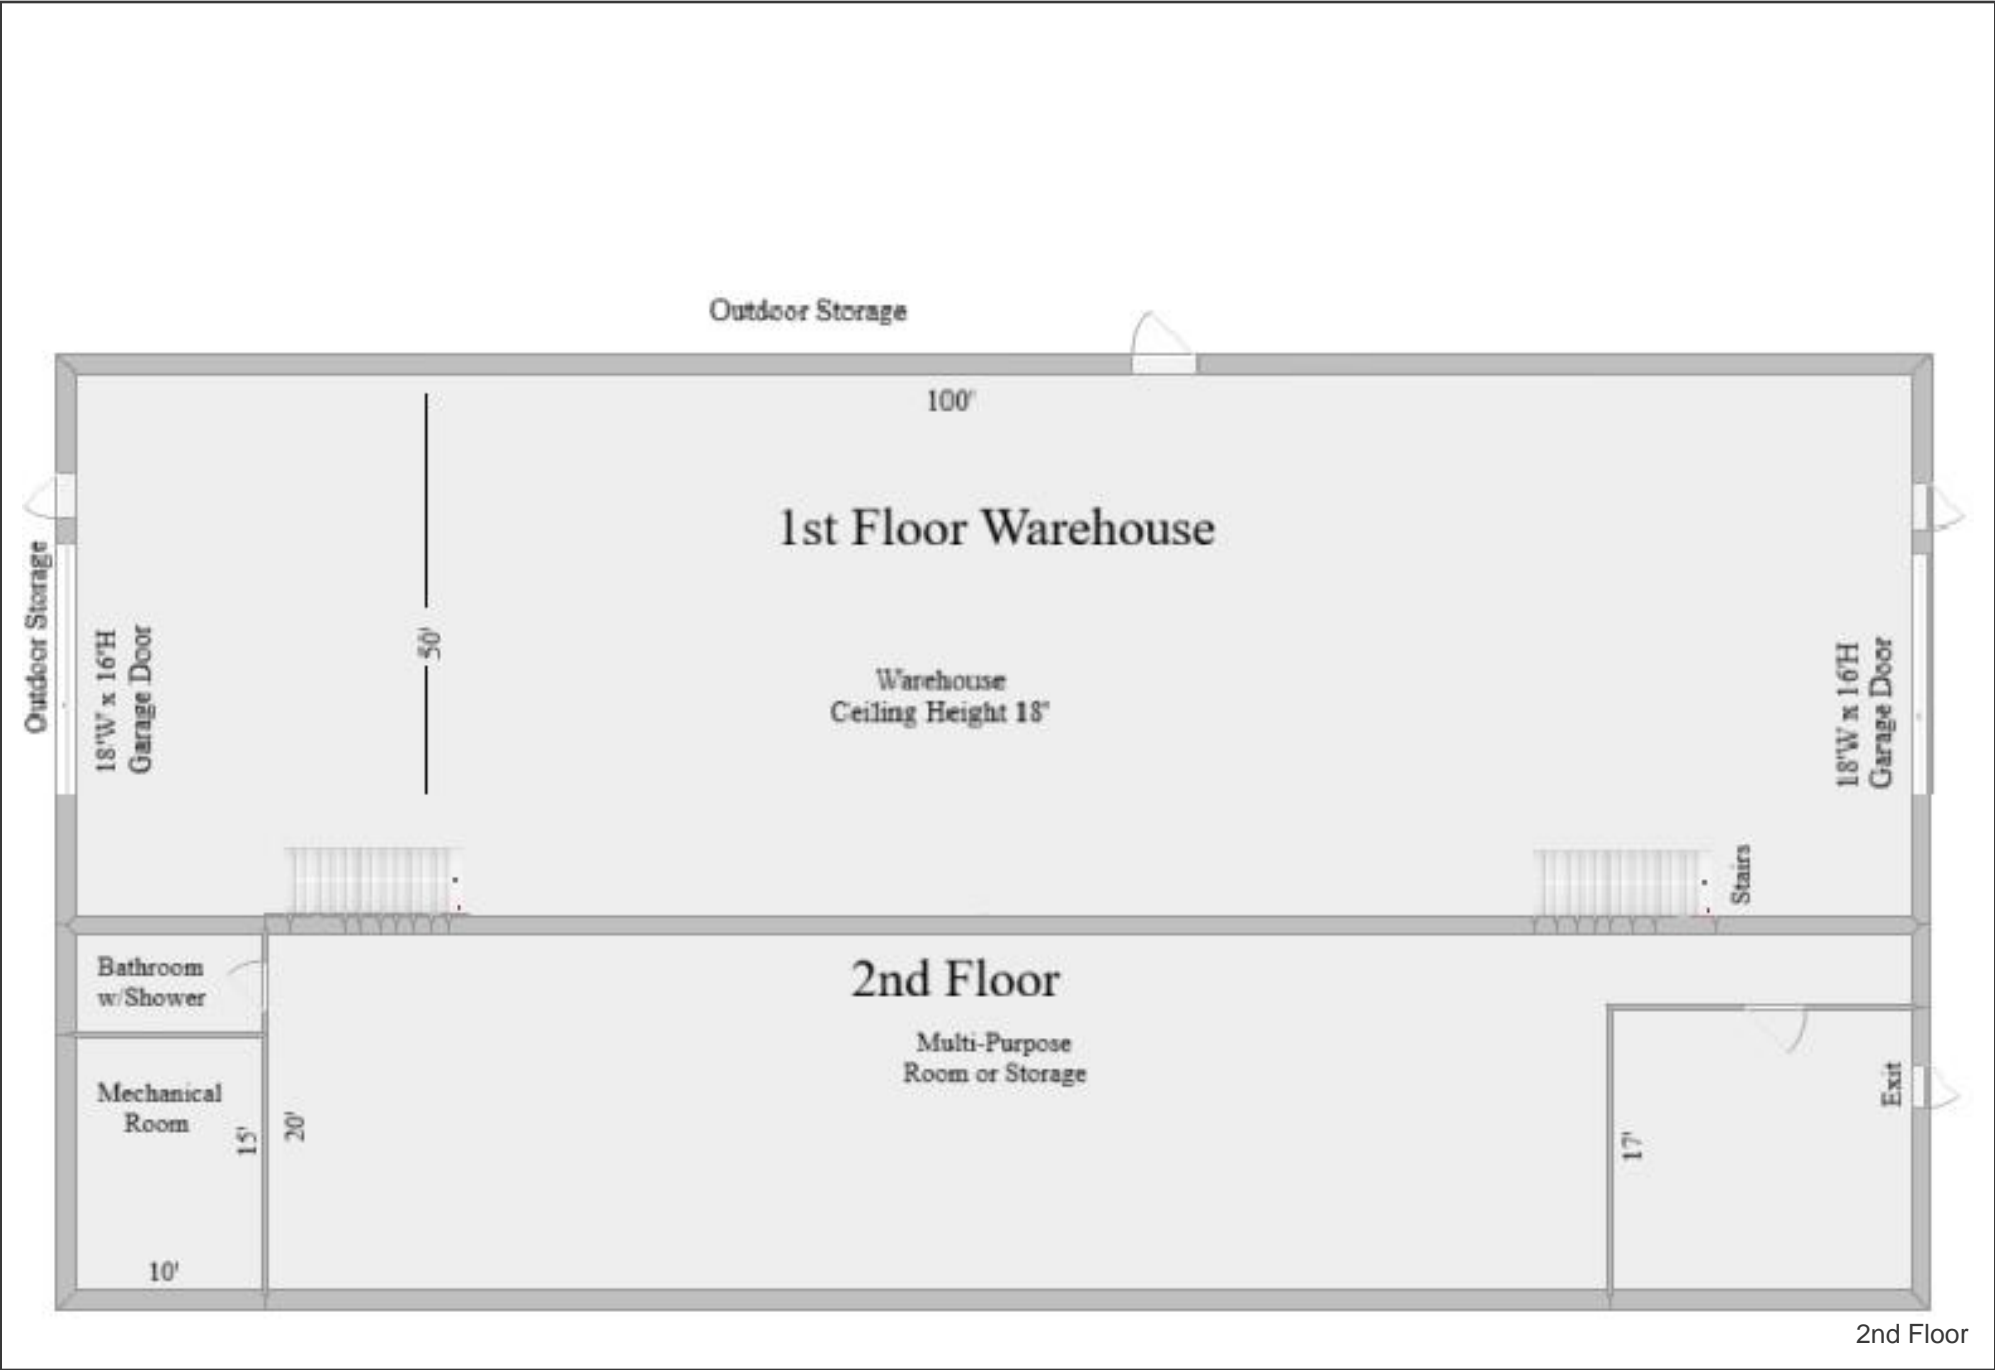 Outdoor Storage
100'
1st Floor Warehouse
Outdoor Storage
18'W x 16'H
Garage Door
50'
Warehouse
Ceiling Height 18"
18'W x 16'H
Garage Door
Stairs
Bathroom
w/Shower
2nd Floor
Multi-Purpose
Room or Storage
Mechanical
Room
15'
20'
17'
Exit
10'
2nd Floor